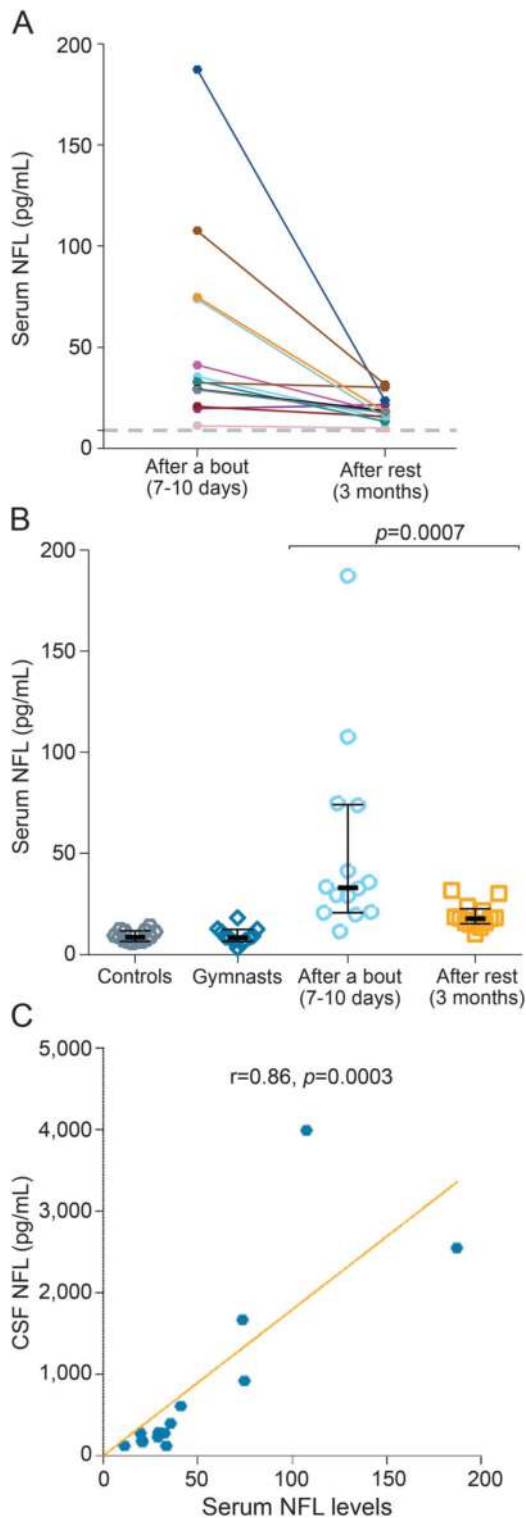 A
200
150
100
50
0
Serum NFL (pg/mL)
After a bout
(7-10 days)
After rest
(3 months)
B
p=0.0007
200
150
100
50
0
Serum NFL (pg/mL)
Controls
Gymnasts
After a bout
(7-10 days)
After rest
(3 months)
C
r=0.86, p=0.0003
5,000
4,000
3,000
2,000
1,000
0
CSF NFL (pg/mL)
0 50 100 150 200
Serum NFL levels